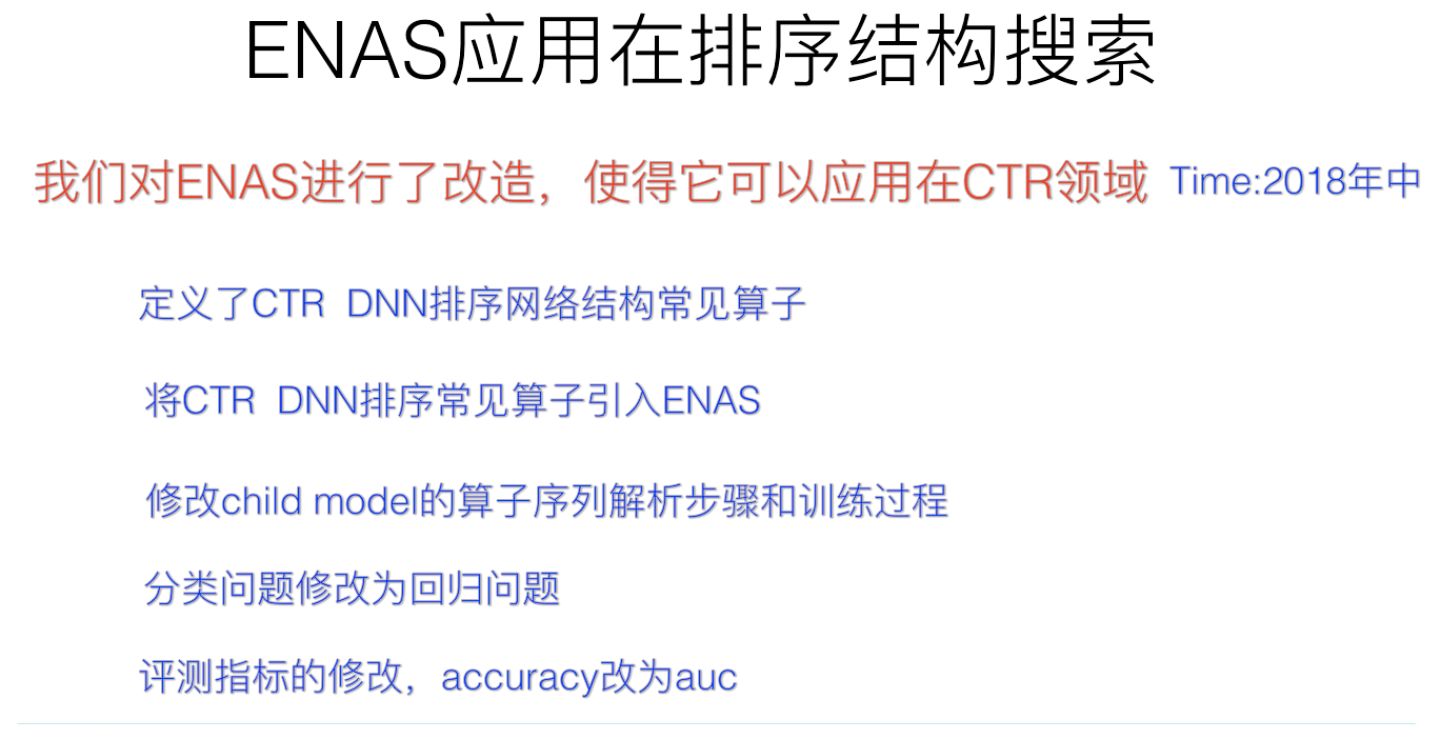 ENAS应用在排序结构搜索
我们对ENAS进行了改造，使得它可以应用在CTR领域 Time:2018年中
定义了CTR DNN排序网络结构常见算子
将CTR DNN排序常见算子引入ENAS
修改child model的算子序列解析步骤和训练过程
分类问题修改为回归问题
评测指标的修改，accuracy改为auc